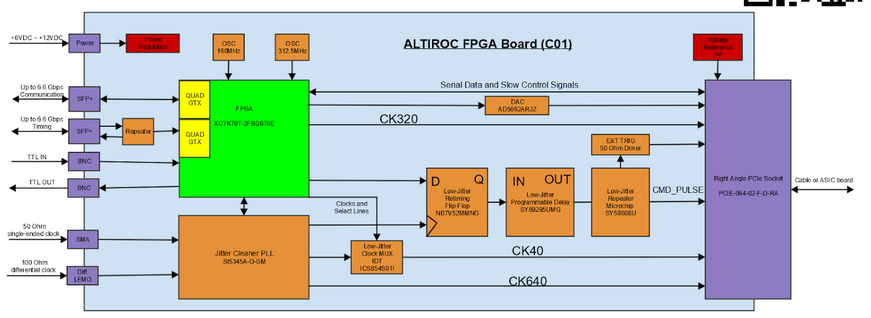 ALTIROC FPGA Board (C01)
+6VDC ~ +12VDC
Power
Power
Regulation
OSC
160MHz
OSC
312.5MHz
Voltage
Reference
1V
Up to 6.6 Gbps
Communication
SFP+
QUAD
GTX
FPGA
XC7K70T-3FBG676E
Serial Data and Slow Control Signals
DAC
AD5662ARJZ
CK320
Up to 6.6 Gbps
Timing
SFP+
Repeater
QUAD
GTX
EXT TRIG
50 Ohm Driver
TTL IN
BNC
TTL OUT
BNC
D
Q
Low-Jitter
Retiming
Flip-Flop
NB7V52MMNG
IN
OUT
Low-Jitter
Programmable Delay
SY89295UMG
Low-Jitter
Repeater
Microchip
SY58608U
CMD_PULSE
Right Angle PCIe Socket
PCIE-064-02-F-D-RA
Cable or ASIC board
Clocks and
Select Lines
50 Ohm
single-ended clock
SMA
Jitter Cleaner PLL
SI5345A-D-GM
Low-Jitter
Clock MUX
IDT
ICS854S01I
CK40
100 Ohm
differential clock
Diff
LEMO
CK640